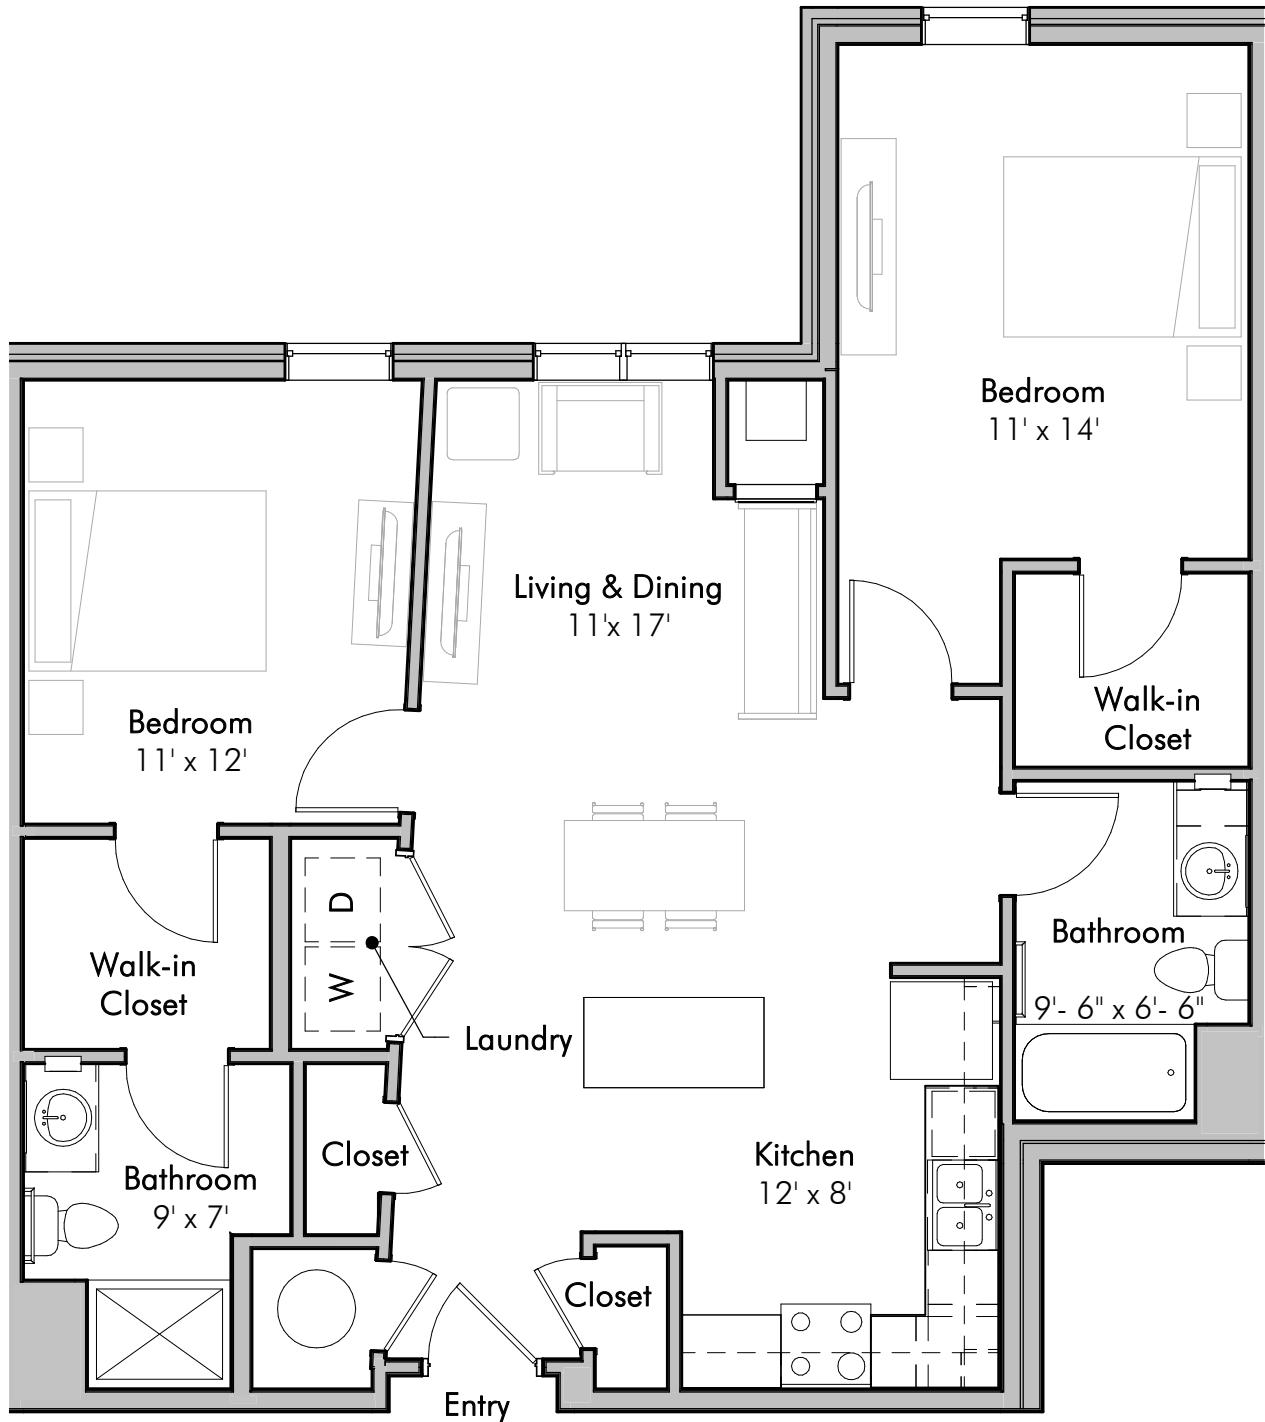 Bedroom
11' x 14'
Living & Dining
11'x 17'
Bedroom
11' x 12'
Walk-in
Closet
D
W
Walk-in
Closet
Bathroom
9'- 6" x 6'- 6"
Laundry
Closet
Kitchen
12' x 8'
Bathroom
9' x 7'
Closet
Entry